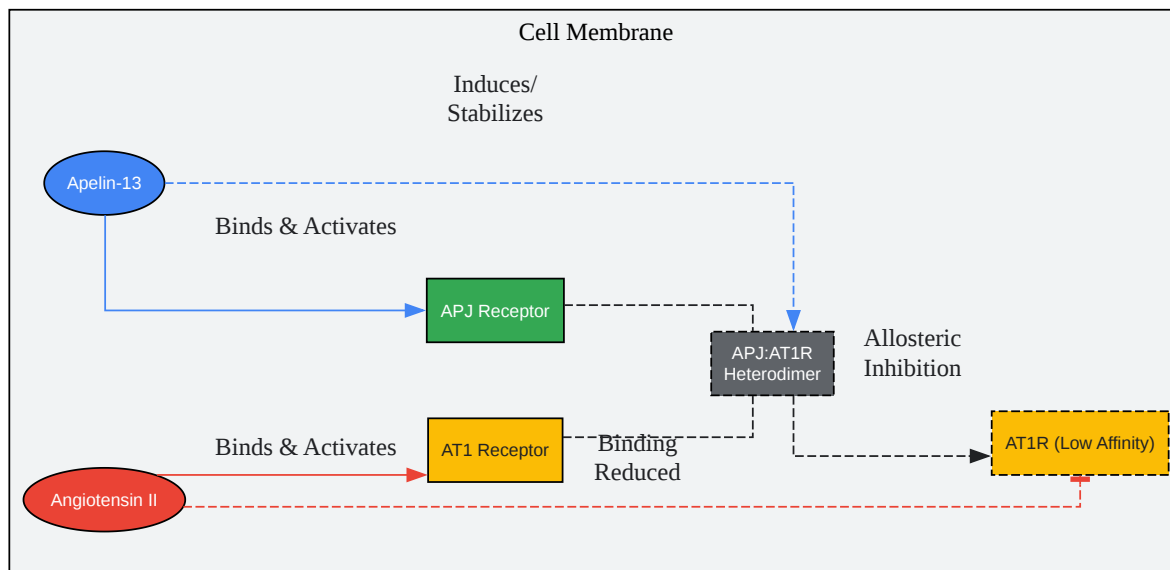 Cell Membrane
Induces/
Stabilizes
Apelin-13
Binds & Activates
APJ Receptor
APJ:AT1R
Heterodimer
Allosteric
Inhibition
Binds & Activates
AT1 Receptor
Binding
Reduced
AT1R (Low Affinity)
Angiotensin II